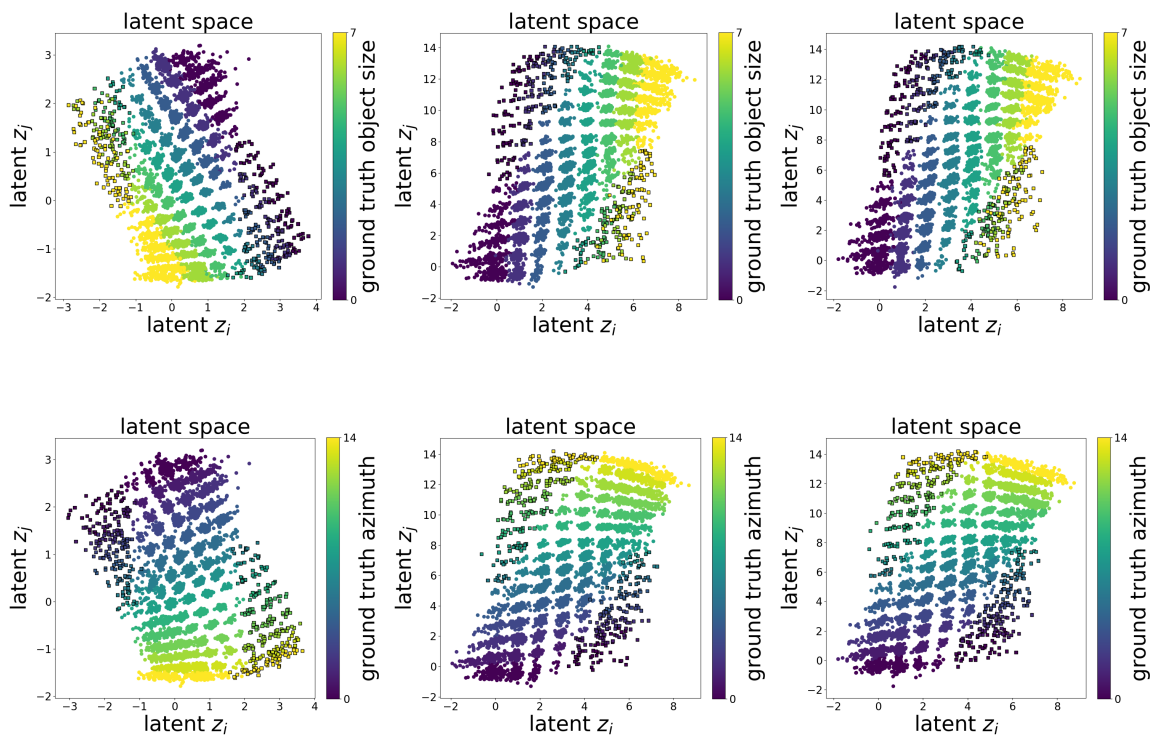 latent space latent space latent space
7 7 7
3 14 14
2 12 12
1 10 10
0 8 8
−1 6 6
−2 4 4
2 2
0 0
−2 −2
latent z_j latent z_j latent z_j
ground truth object size ground truth object size ground truth object size
0 0 0
−3 −2 −1 0 1 2 3 4 −2 0 2 4 6 8 −2 0 2 4 6 8
latent z_i latent z_i latent z_i
latent space latent space latent space
14 14 14
3 14 14
2 12 12
1 10 10
0 8 8
−1 6 6
−2 4 4
2 2
0 0
−2 −2
latent z_j latent z_j latent z_j
ground truth azimuth ground truth azimuth ground truth azimuth
0 0 0
−3 −2 −1 0 1 2 3 4 −2 0 2 4 6 8 −2 0 2 4 6 8
latent z_i latent z_i latent z_i